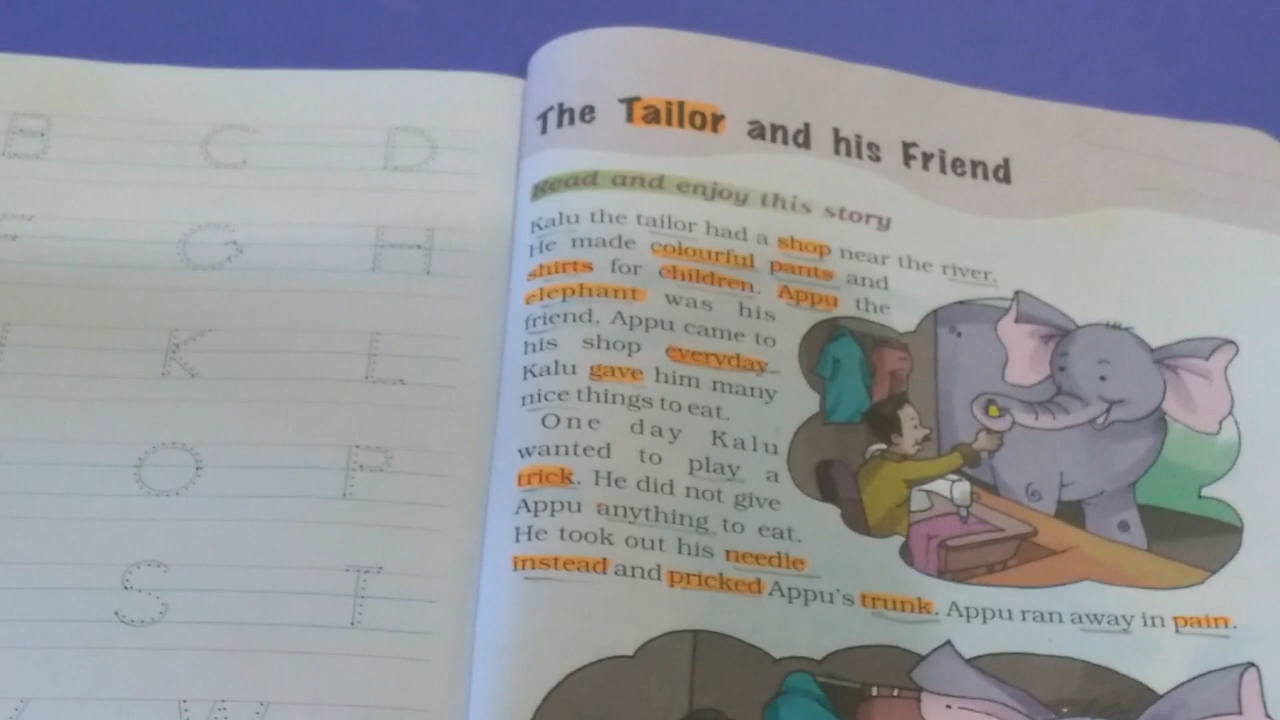 B C D
G H
K L
O P
S T
The Tailor and his Friend
Read and enjoy this story
Kalu the tailor had a shop near the river.
He made colourful pants and
shirts for children. Appu the
elephant was his
friend. Appu came to
his shop everyday.
Kalu gave him many
nice things to eat.
One day Kalu
wanted to play a
trick. He did not give
Appu anything to eat.
He took out his needle
instead and pricked Appu's trunk. Appu ran away in pain.